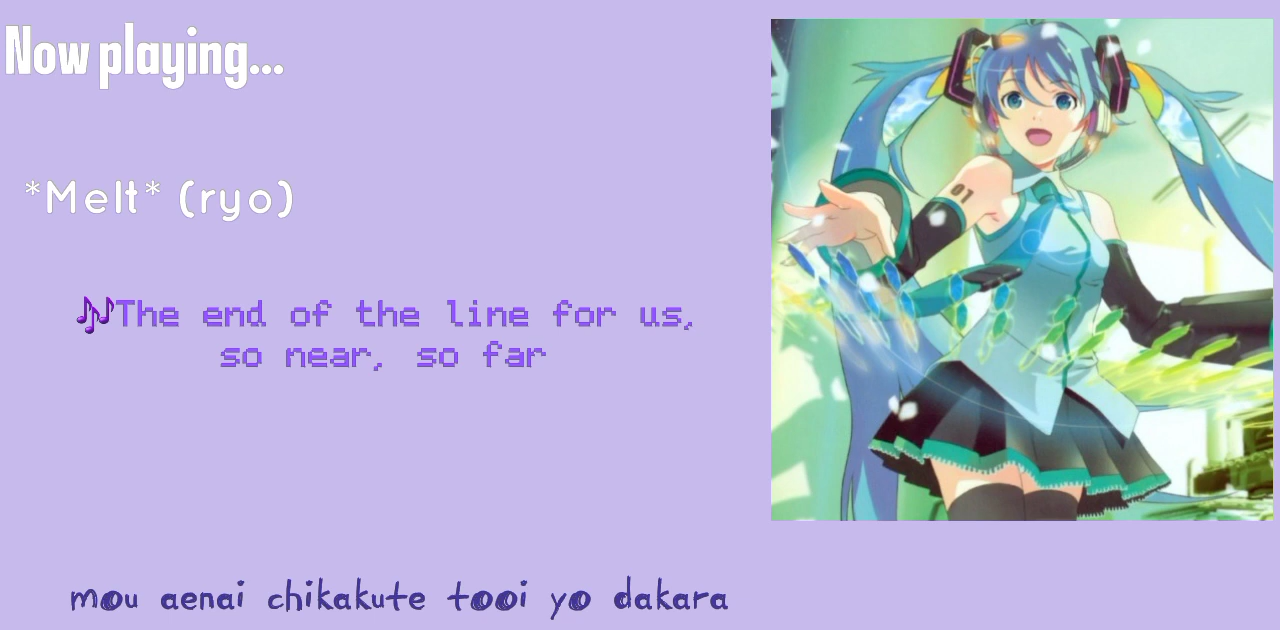 Now playing...
*Melt* (ryo)
🎶The end of the line for us,
so near, so far
01
mou aenai chikakute tooi yo dakara